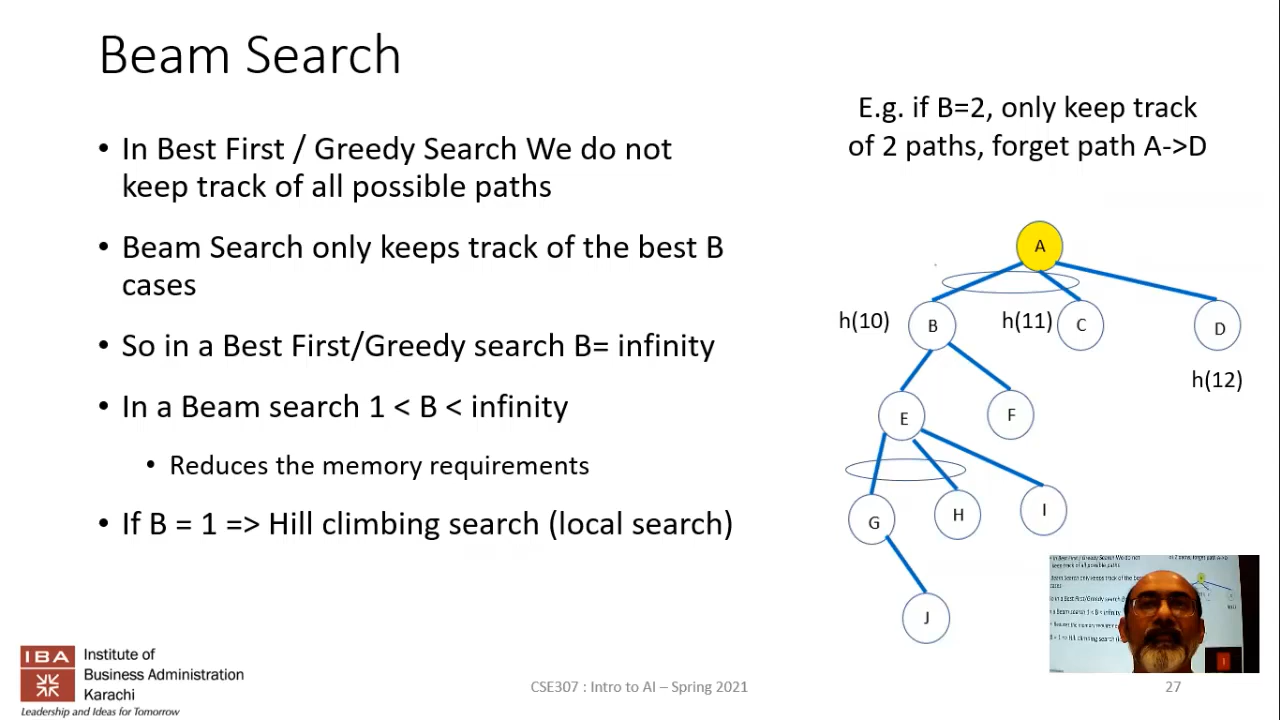 Beam Search
• In Best First / Greedy Search We do not
keep track of all possible paths
• Beam Search only keeps track of the best B
cases
• So in a Best First/Greedy search B= infinity
• In a Beam search 1 < B < infinity
• Reduces the memory requirements
• If B = 1 => Hill climbing search (local search)
E.g. if B=2, only keep track
of 2 paths, forget path A->D
A
h(10) B h(11) C D
h(12)
E F
G H I
J
IBA
Institute of
Business Administration
Karachi
Leadership and Ideas for Tomorrow
CSE307 : Intro to AI – Spring 2021
27